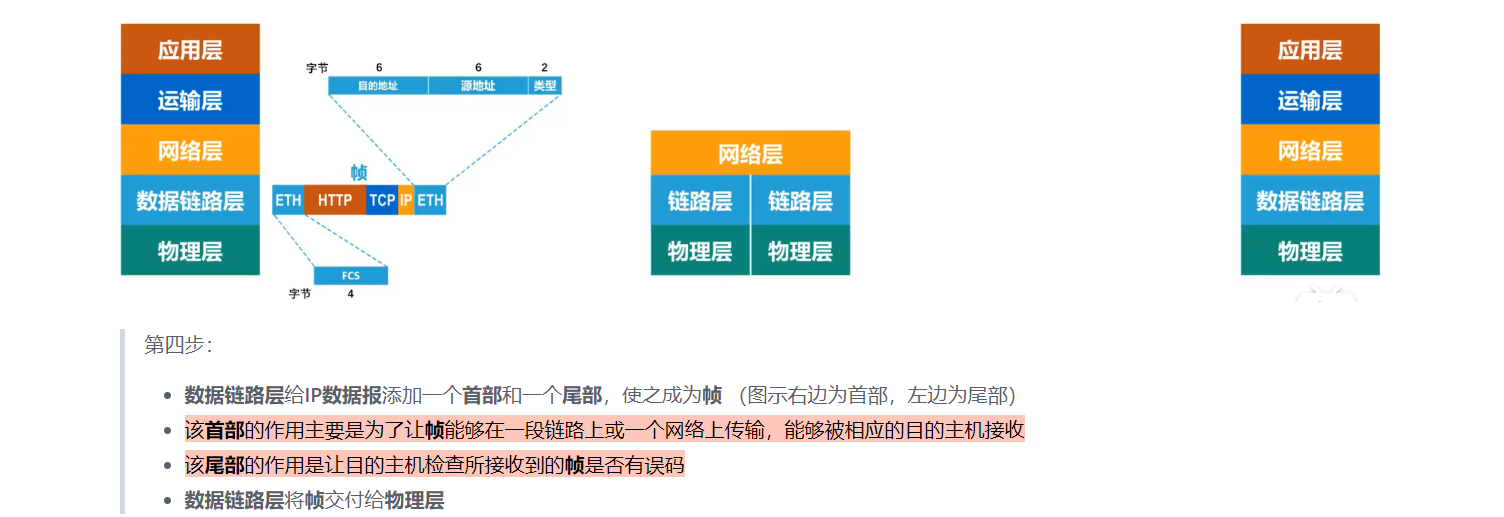 应用层
运输层
网络层
数据链路层
物理层
字节 6 6 2
目的地址 源地址 类型
帧
ETH HTTP TCP IP ETH
FCS
字节 4
网络层
链路层 链路层
物理层 物理层
应用层
运输层
网络层
数据链路层
物理层
第四步：
数据链路层给IP数据报添加一个首部和一个尾部，使之成为帧 （图示右边为首部，左边为尾部）
该首部的作用主要是为了让帧能够在一段链路上或一个网络上传输，能够被相应的目的主机接收
该尾部的作用是让目的主机检查所接收到的帧是否有误码
数据链路层将帧交付给物理层